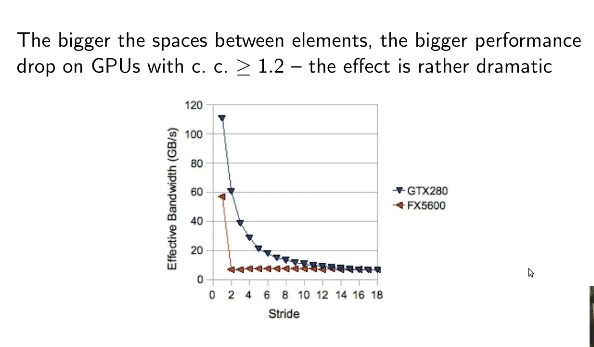 The bigger the spaces between elements, the bigger performance
drop on GPUs with c. c. ≥ 1.2 – the effect is rather dramatic
120
100
80
60
40
20
0
Effective Bandwidth (GB/s)
0 2 4 6 8 10 12 14 16 18
Stride
GTX280
FX5600